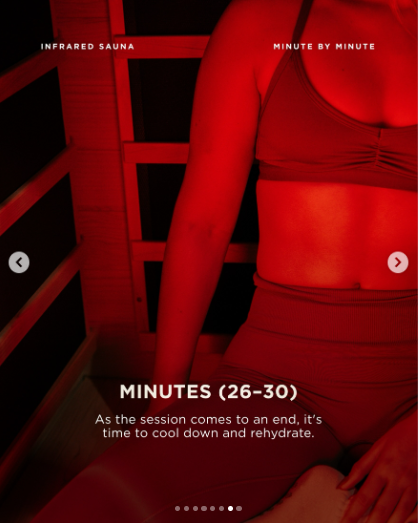 INFRARED SAUNA
MINUTE BY MINUTE
MINUTES (26–30)
As the session comes to an end, it's
time to cool down and rehydrate.